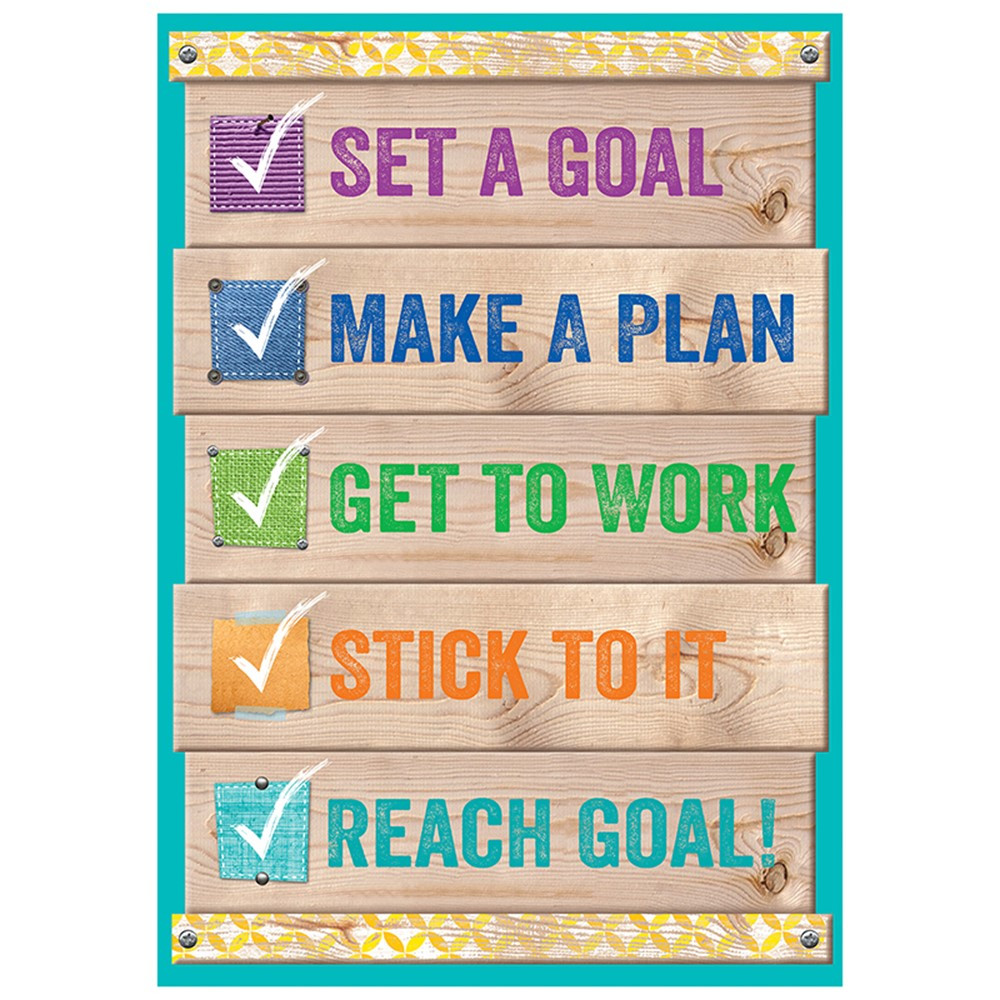 SET A GOAL
MAKE A PLAN
GET TO WORK
STICK TO IT
REACH GOAL!